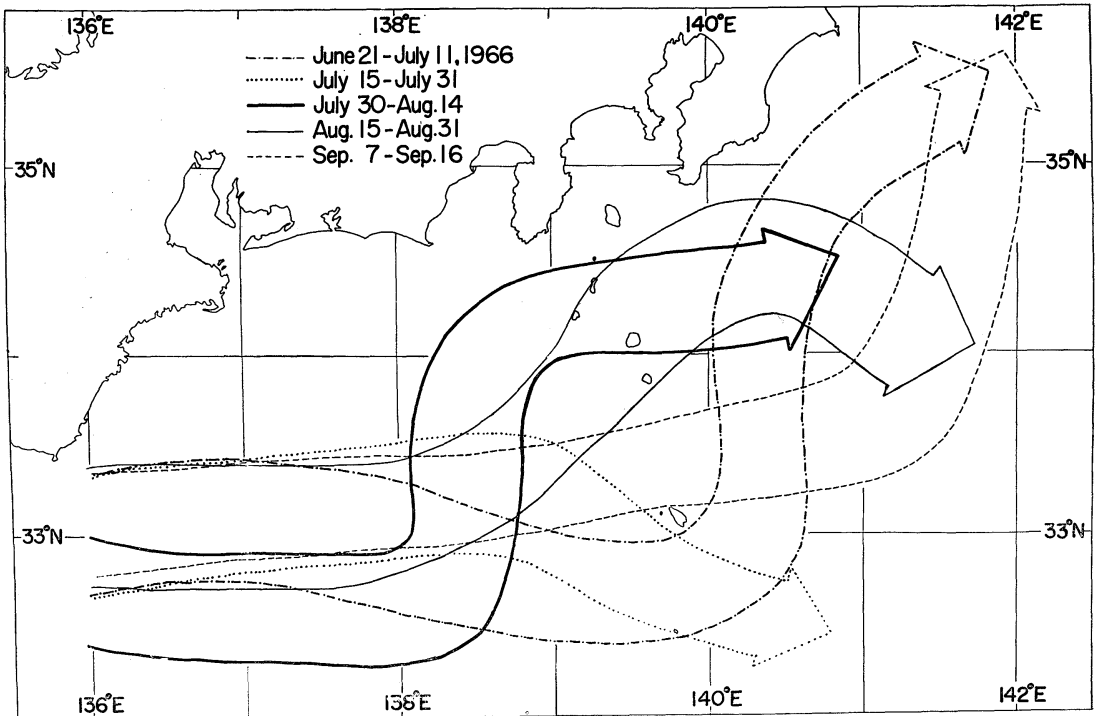 136°E 138°E 140°E 142°E
June 21-July 11,1966
July 15-July 31
July 30-Aug.14
Aug. 15-Aug.31
Sep. 7-Sep.16
35°N 35°N
33°N 33°N
136°E 138°E 140°E 142°E